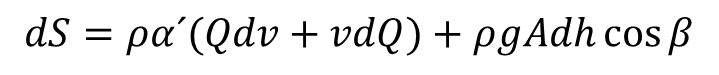 dS = ρα´(Qdv + vdQ) + ρgAdh cos β